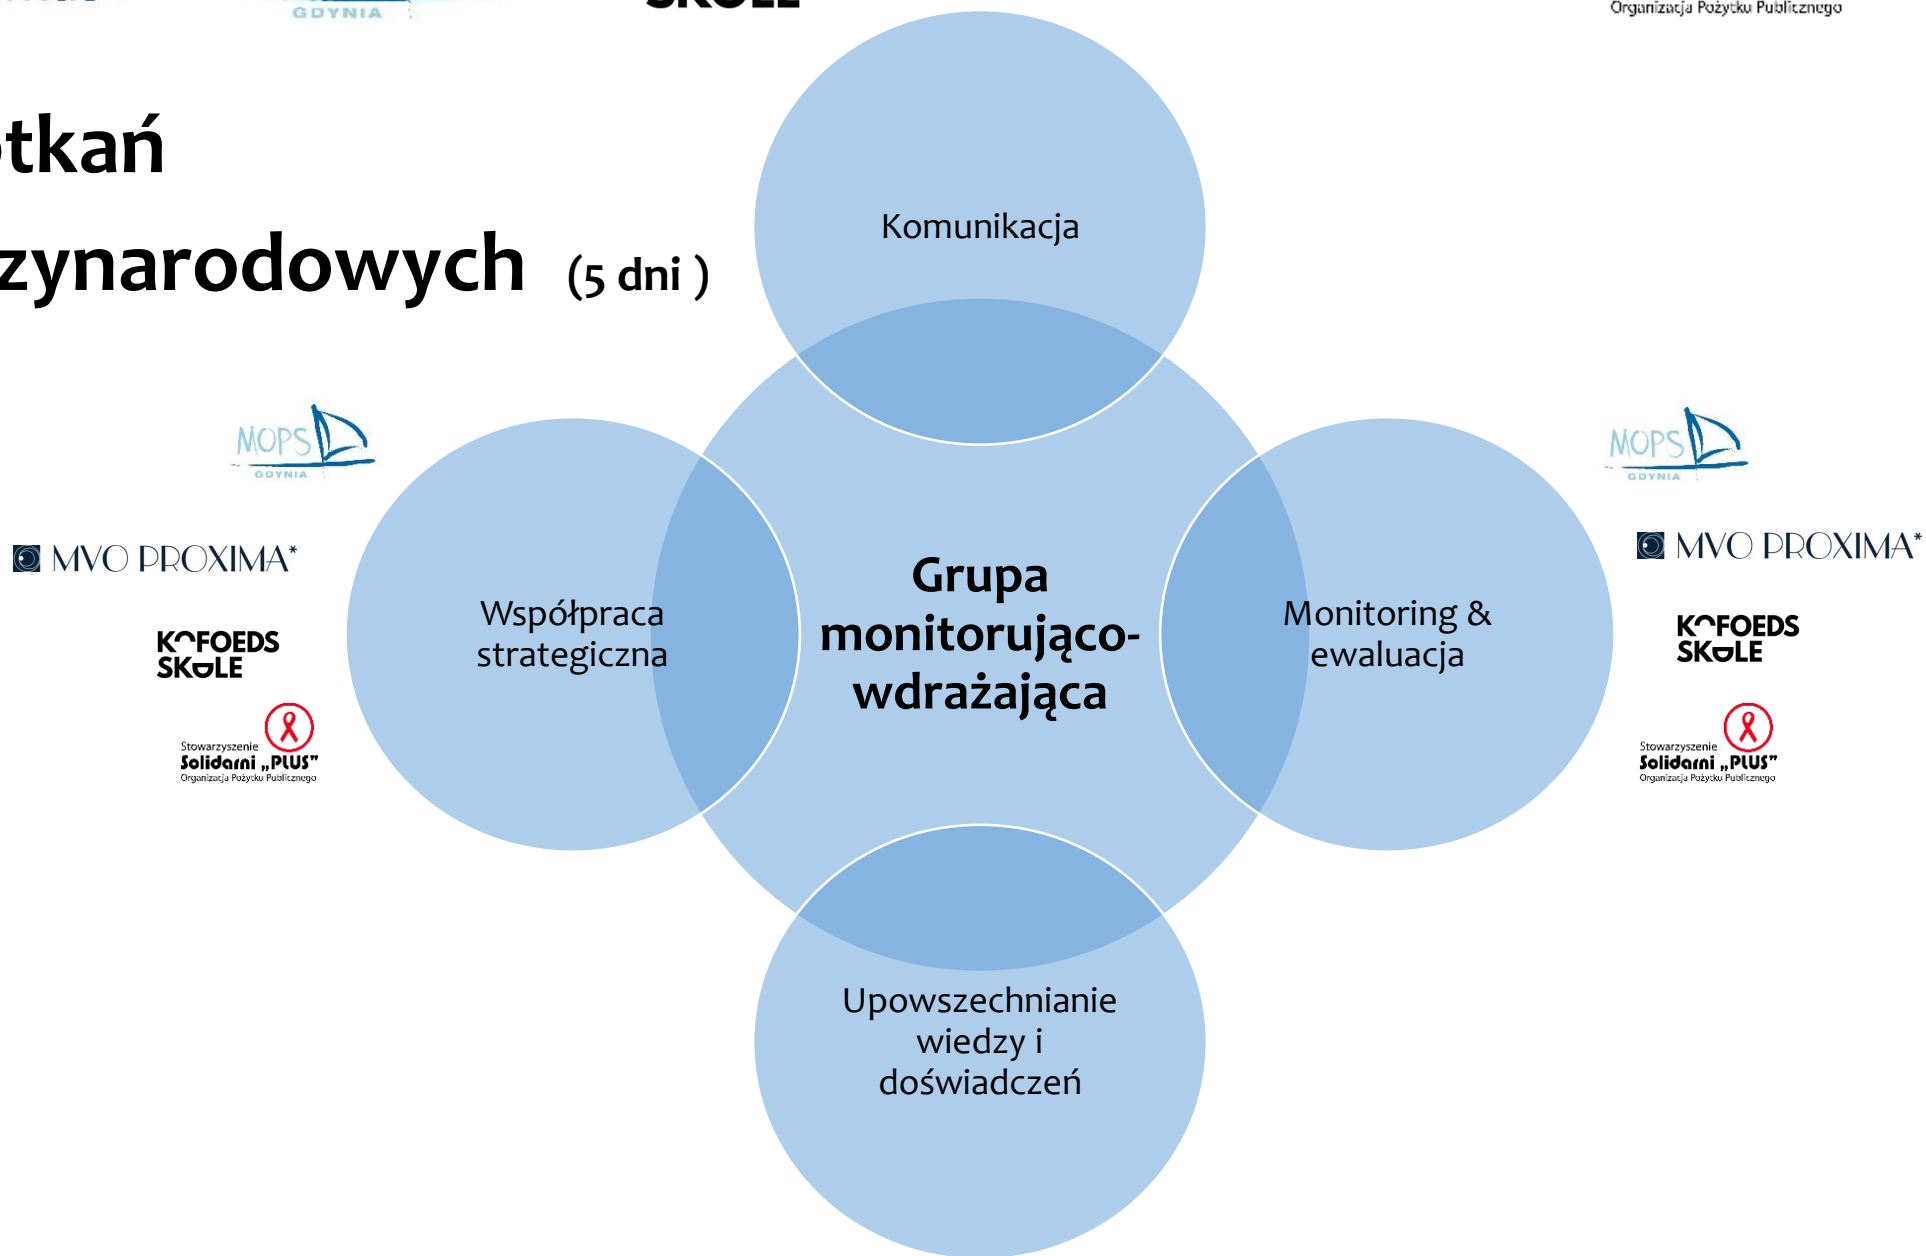 GDYNIA
Organizacja Pożytku Publicznego
otkań
zynarodowych (5 dni )
Komunikacja
MOPS
GDYNIA
MVO PROXIMA*
KOFOEDS
SKOLE
Stowarzyszenie
Solidarni „PLUS”
Organizacja Pożytku Publicznego
Współpraca
strategiczna
Grupa
monitorująco-
wdrażająca
Monitoring &
ewaluacja
MOPS
GDYNIA
MVO PROXIMA*
KOFOEDS
SKOLE
Stowarzyszenie
Solidarni „PLUS”
Organizacja Pożytku Publicznego
Upowszechnianie
wiedzy i
doświadczeń